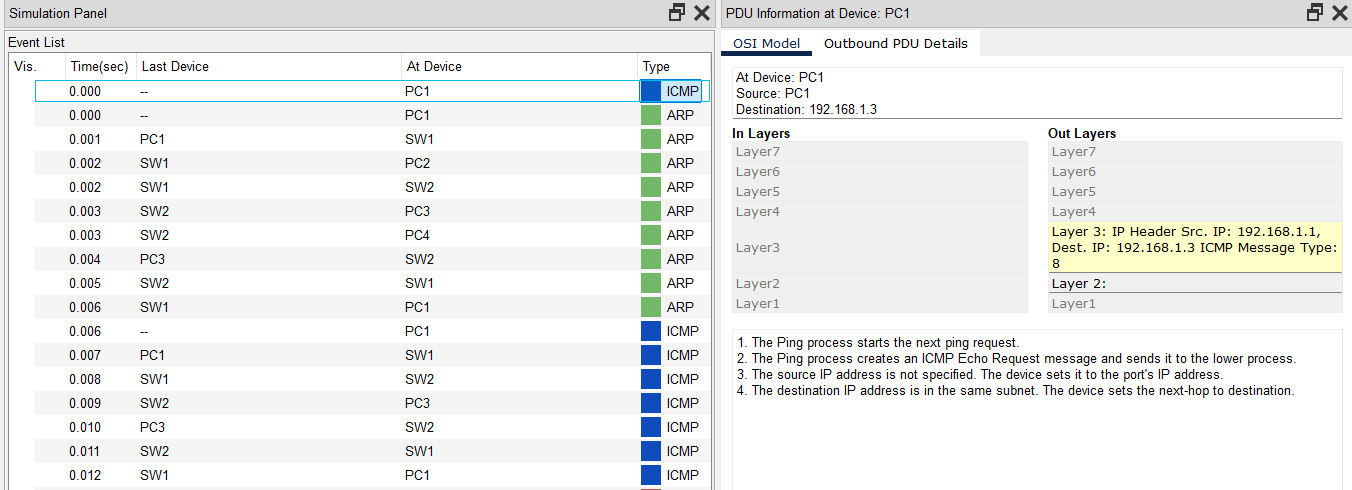 Simulation Panel
Event List
Vis. Time(sec) Last Device At Device Type
0.000 -- PC1 ICMP
0.000 -- PC1 ARP
0.001 PC1 SW1 ARP
0.002 SW1 PC2 ARP
0.002 SW1 SW2 ARP
0.003 SW2 PC3 ARP
0.003 SW2 PC4 ARP
0.004 PC3 SW2 ARP
0.005 SW2 SW1 ARP
0.006 SW1 PC1 ARP
0.006 -- PC1 ICMP
0.007 PC1 SW1 ICMP
0.008 SW1 SW2 ICMP
0.009 SW2 PC3 ICMP
0.010 PC3 SW2 ICMP
0.011 SW2 SW1 ICMP
0.012 SW1 PC1 ICMP
PDU Information at Device: PC1
OSI Model Outbound PDU Details
At Device: PC1
Source: PC1
Destination: 192.168.1.3
In Layers
Layer7
Layer6
Layer5
Layer4
Layer3
Layer2
Layer1
Out Layers
Layer7
Layer6
Layer5
Layer4
Layer 3: IP Header Src. IP: 192.168.1.1,
Dest. IP: 192.168.1.3 ICMP Message Type:
8
Layer 2:
Layer1
1. The Ping process starts the next ping request.
2. The Ping process creates an ICMP Echo Request message and sends it to the lower process.
3. The source IP address is not specified. The device sets it to the port's IP address.
4. The destination IP address is in the same subnet. The device sets the next-hop to destination.